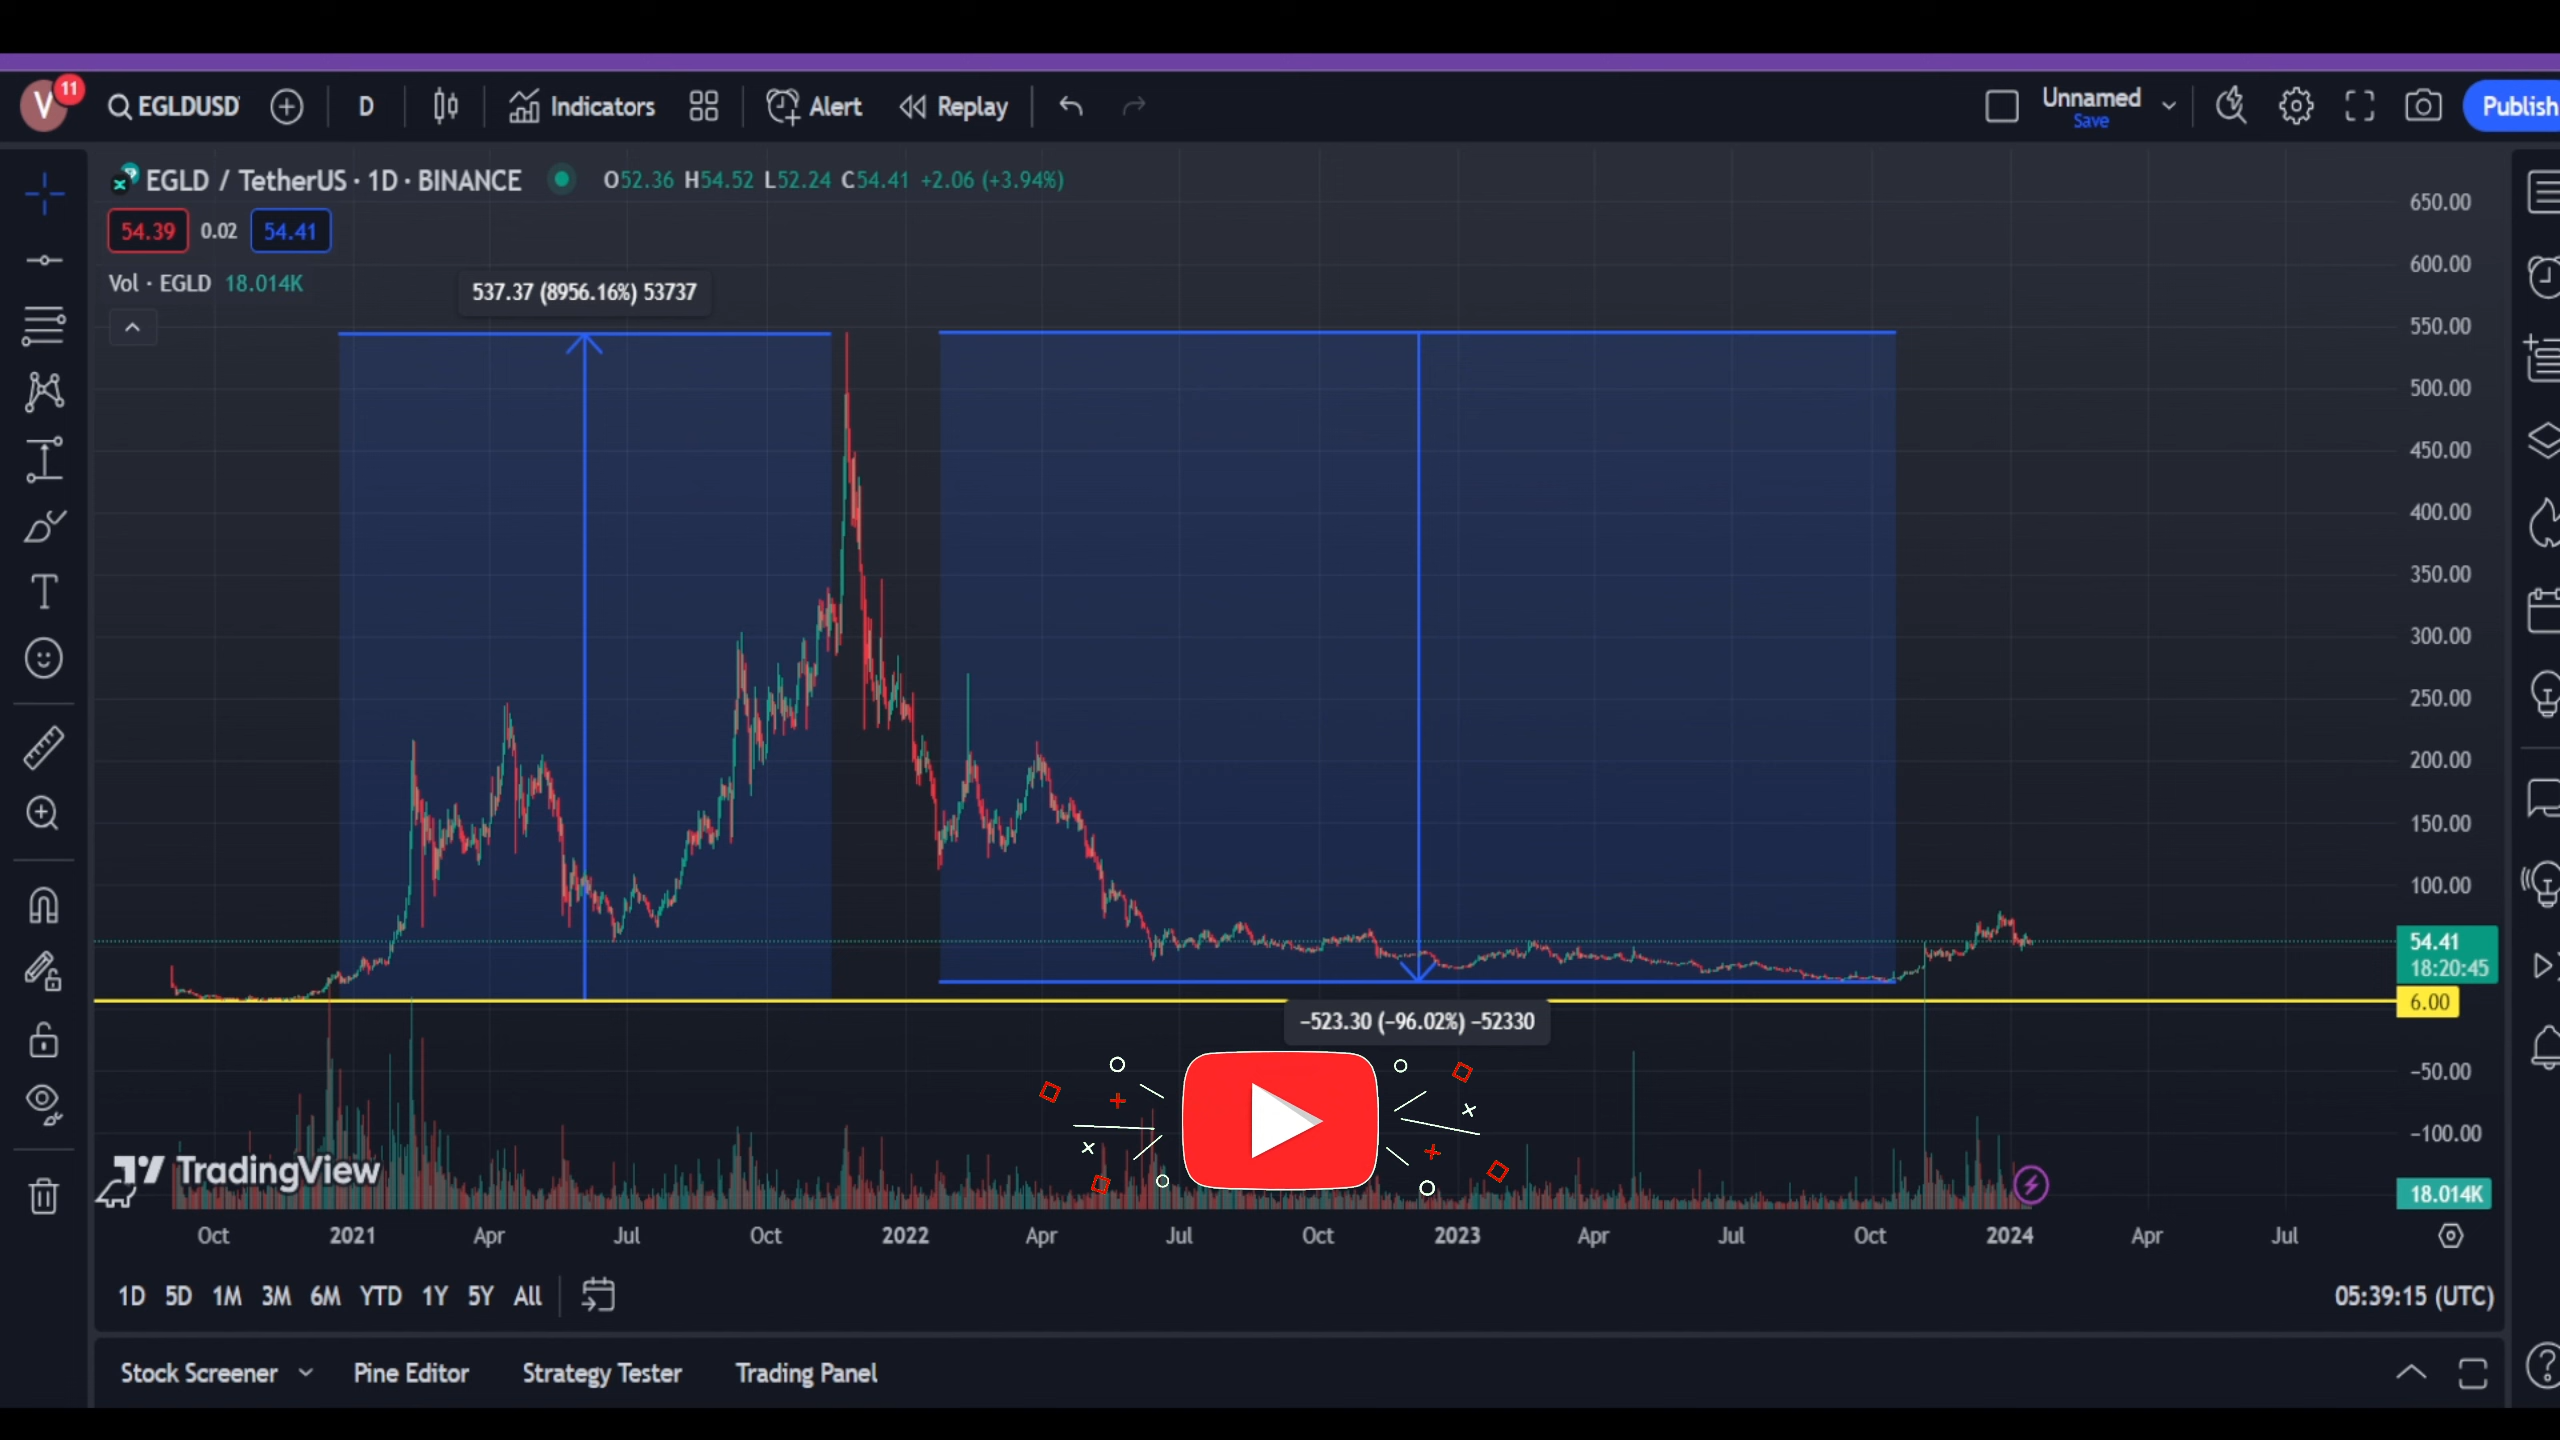 V 11 EGLDUSD D Indicators Alert Replay Unnamed Save Publish
EGLD / TetherUS · 1D · BINANCE O52.36 H54.52 L52.24 C54.41 +2.06 (+3.94%)
54.39 0.02 54.41
Vol · EGLD 18.014K
537.37 (8956.16%) 53737
650.00
600.00
550.00
500.00
450.00
400.00
350.00
300.00
250.00
200.00
150.00
100.00
54.41
18:20:45
6.00
−523.30 (−96.02%) −52330
−50.00
−100.00
TradingView
18.014K
Oct 2021 Apr Jul Oct 2022 Apr Jul Oct 2023 Apr Jul Oct 2024 Apr Jul
1D 5D 1M 3M 6M YTD 1Y 5Y All 05:39:15 (UTC)
Stock Screener Pine Editor Strategy Tester Trading Panel